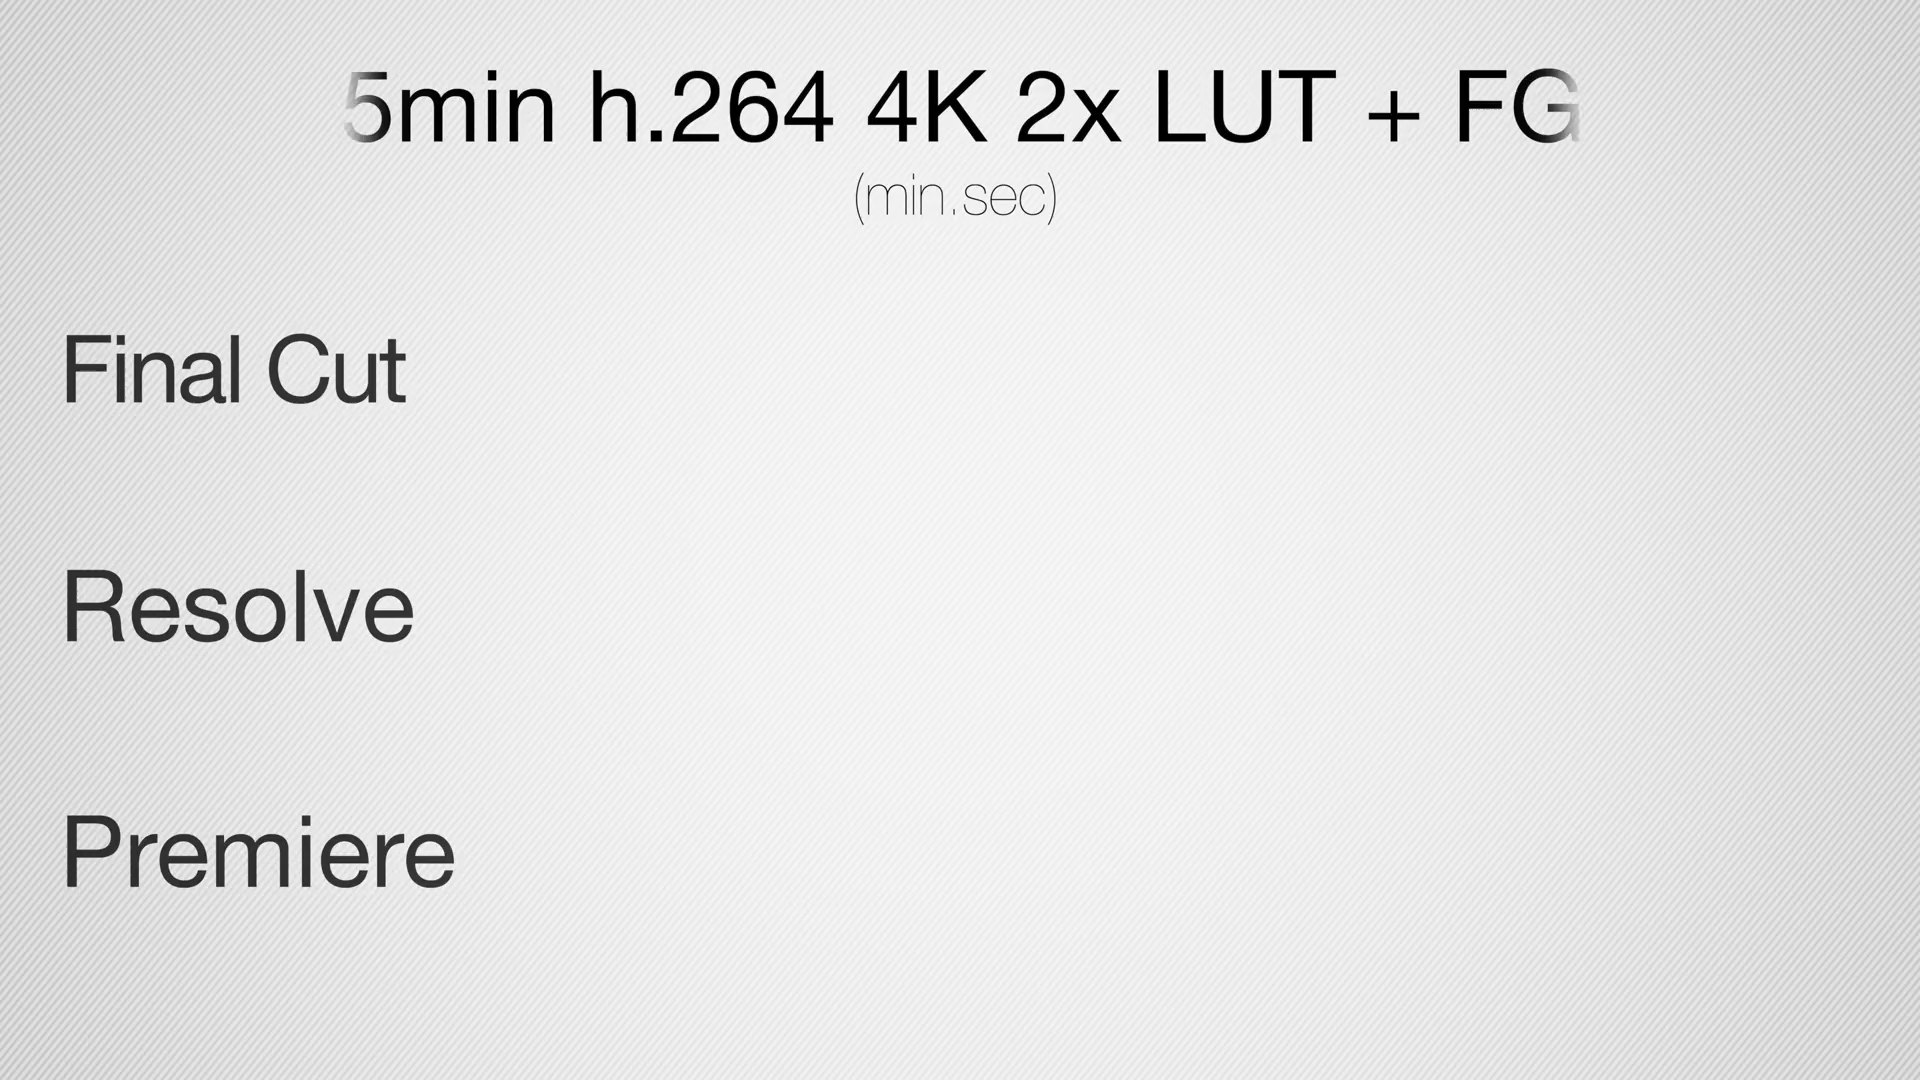 5min h.264 4K 2x LUT + FG
(min.sec)
Final Cut
Resolve
Premiere